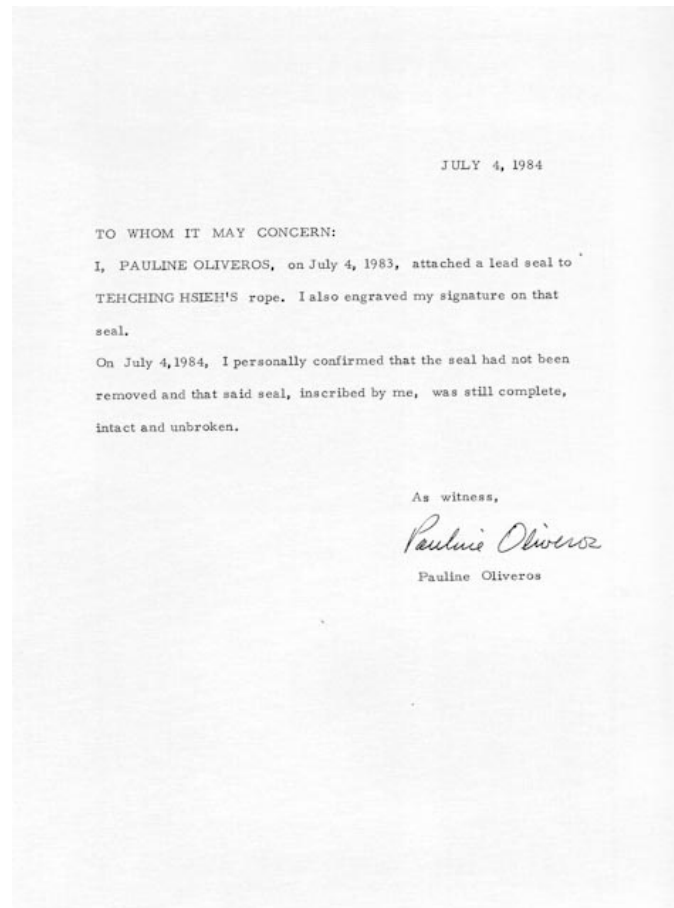 JULY 4, 1984
TO WHOM IT MAY CONCERN:
I, PAULINE OLIVEROS, on July 4, 1983, attached a lead seal to
TEHCHING HSIEH'S rope. I also engraved my signature on that
seal.
On July 4,1984, I personally confirmed that the seal had not been
removed and that said seal, inscribed by me, was still complete,
intact and unbroken.
As witness,
Pauline Oliveros
Pauline Oliveros